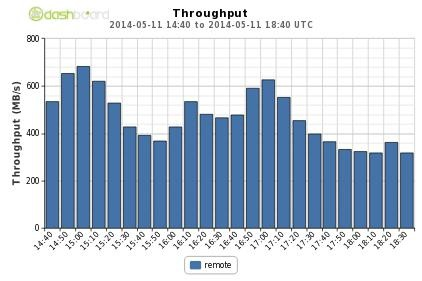 dashboard
Throughput
2014-05-11 14:40 to 2014-05-11 18:40 UTC
Throughput (MB/s)
800
600
400
200
0
14:40 14:50 15:00 15:10 15:20 15:30 15:40 15:50 16:00 16:10 16:20 16:30 16:40 16:50 17:00 17:10 17:20 17:30 17:40 17:50 18:00 18:10 18:20 18:30
remote